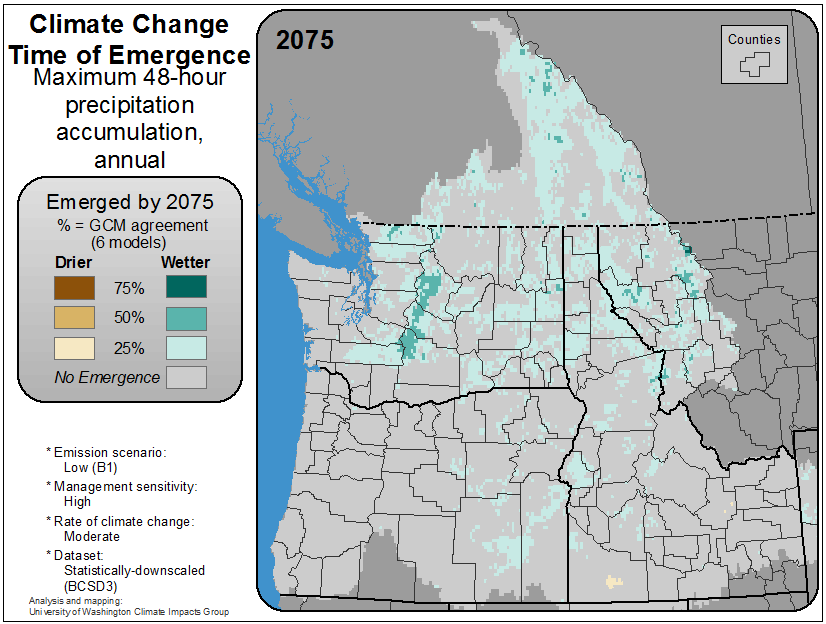 Climate Change
Time of Emergence
Maximum 48-hour
precipitation
accumulation,
annual
Emerged by 2075
% = GCM agreement
(6 models)
Drier Wetter
75%
50%
25%
No Emergence
* Emission scenario:
Low (B1)
* Management sensitivity:
High
* Rate of climate change:
Moderate
* Dataset:
Statistically-downscaled
(BCSD3)
Analysis and mapping:
University of Washington Climate Impacts Group
2075
Counties